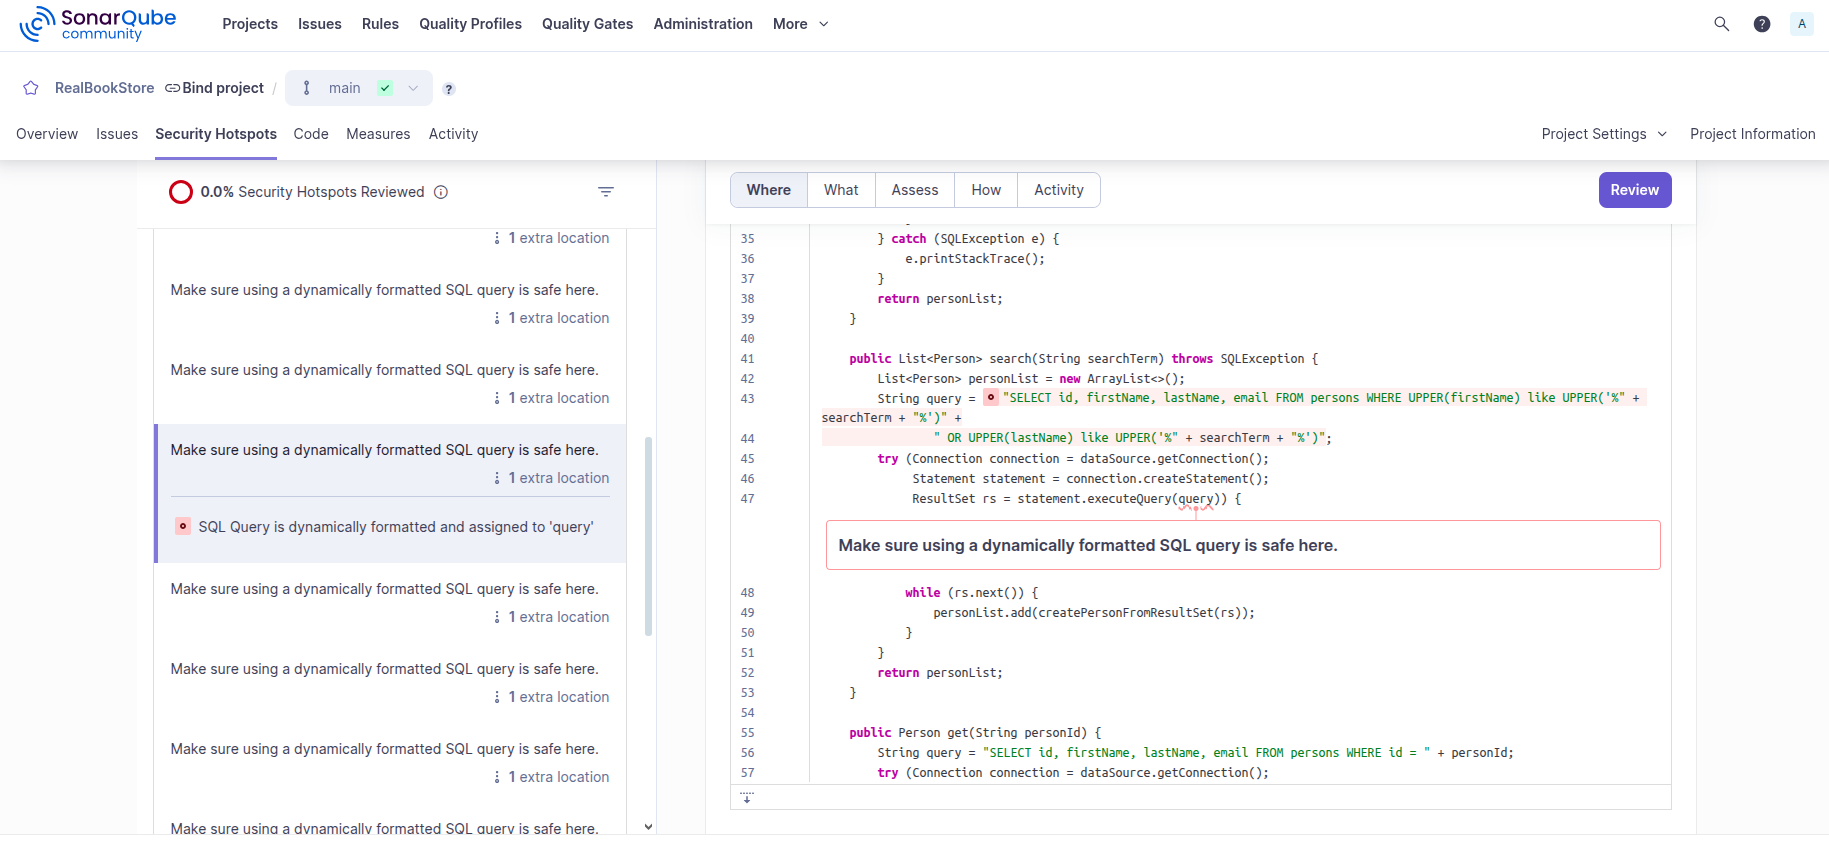 SonarQube
community
Projects Issues Rules Quality Profiles Quality Gates Administration More
? A
RealBookStore Bind project / main ?
Overview Issues Security Hotspots Code Measures Activity Project Settings Project Information
0.0% Security Hotspots Reviewed
1 extra location
Make sure using a dynamically formatted SQL query is safe here.
1 extra location
Make sure using a dynamically formatted SQL query is safe here.
1 extra location
Make sure using a dynamically formatted SQL query is safe here.
1 extra location
SQL Query is dynamically formatted and assigned to 'query'
Make sure using a dynamically formatted SQL query is safe here.
1 extra location
Make sure using a dynamically formatted SQL query is safe here.
1 extra location
Make sure using a dynamically formatted SQL query is safe here.
1 extra location
Make sure using a dynamically formatted SQL query is safe here.
Where What Assess How Activity Review
35 } catch (SQLException e) {
36 e.printStackTrace();
37 }
38 return personList;
39 }
40
41 public List<Person> search(String searchTerm) throws SQLException {
42 List<Person> personList = new ArrayList<>();
43 String query = "SELECT id, firstName, lastName, email FROM persons WHERE UPPER(firstName) like UPPER('%" +
searchTerm + "%')" +
44 " OR UPPER(lastName) like UPPER('%" + searchTerm + "%')";
45 try (Connection connection = dataSource.getConnection();
46 Statement statement = connection.createStatement();
47 ResultSet rs = statement.executeQuery(query)) {
Make sure using a dynamically formatted SQL query is safe here.
48 while (rs.next()) {
49 personList.add(createPersonFromResultSet(rs));
50 }
51 }
52 return personList;
53 }
54
55 public Person get(String personId) {
56 String query = "SELECT id, firstName, lastName, email FROM persons WHERE id = " + personId;
57 try (Connection connection = dataSource.getConnection();